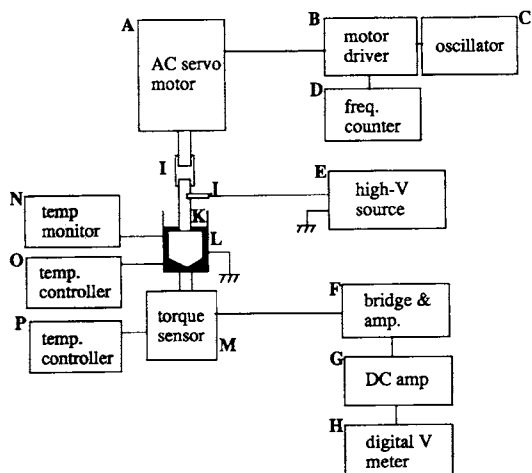 A
AC servo
motor
B
motor
driver
C
oscillator
D
freq.
counter
I
J
E
high-V
source
K
L
N
temp
monitor
O
temp.
controller
P
temp.
controller
torque
sensor
M
F
bridge &
amp.
G
DC amp
H
digital V
meter